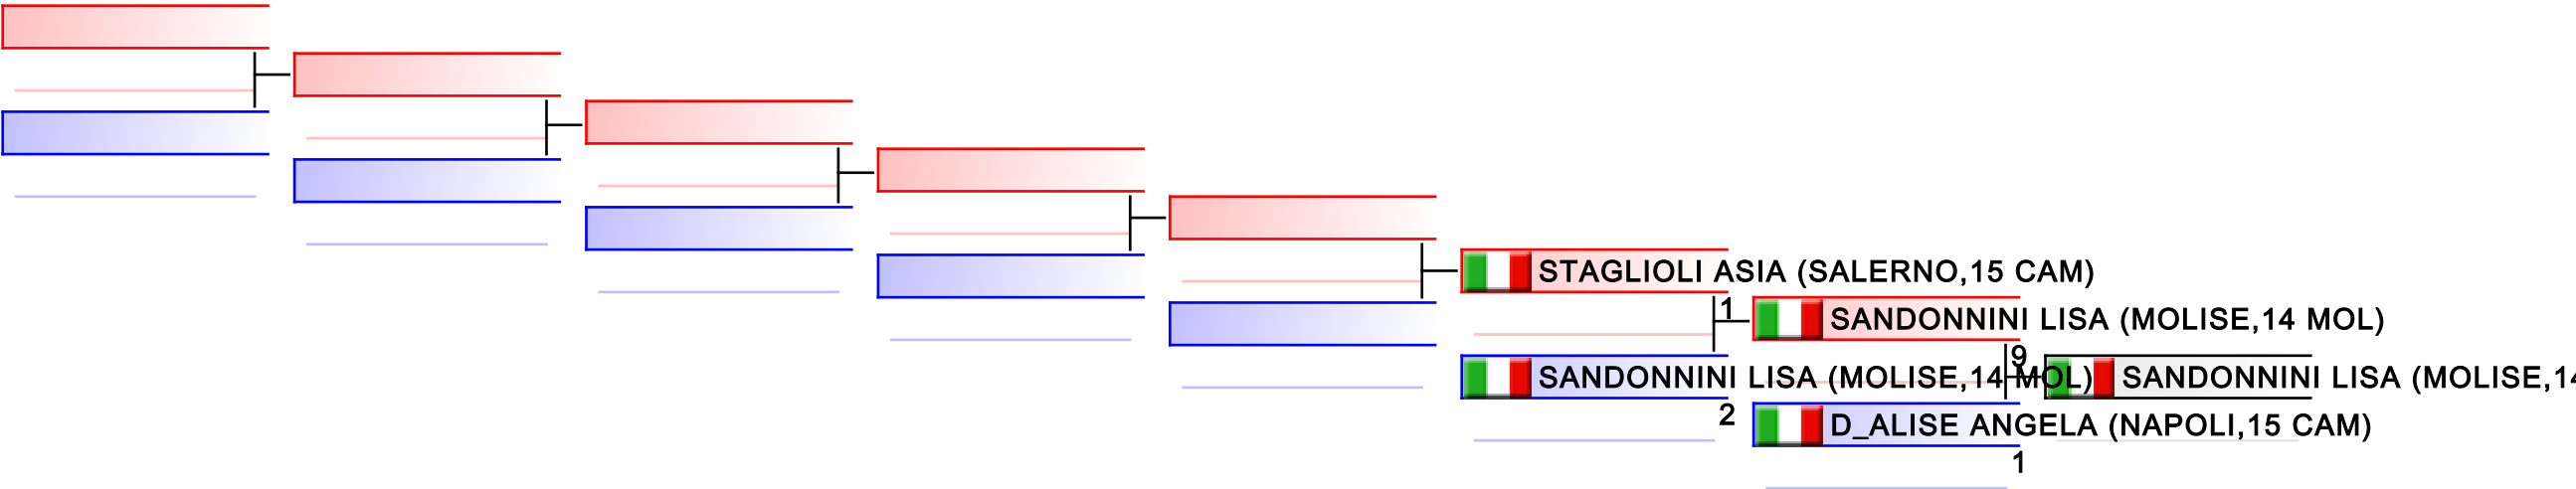 STAGLIOLI ASIA (SALERNO,15 CAM)
1
SANDONNINI LISA (MOLISE,14 MOL)
9
SANDONNINI LISA (MOLISE,14 MOL)
SANDONNINI LISA (MOLISE,14
2
D_ALISE ANGELA (NAPOLI,15 CAM)
1